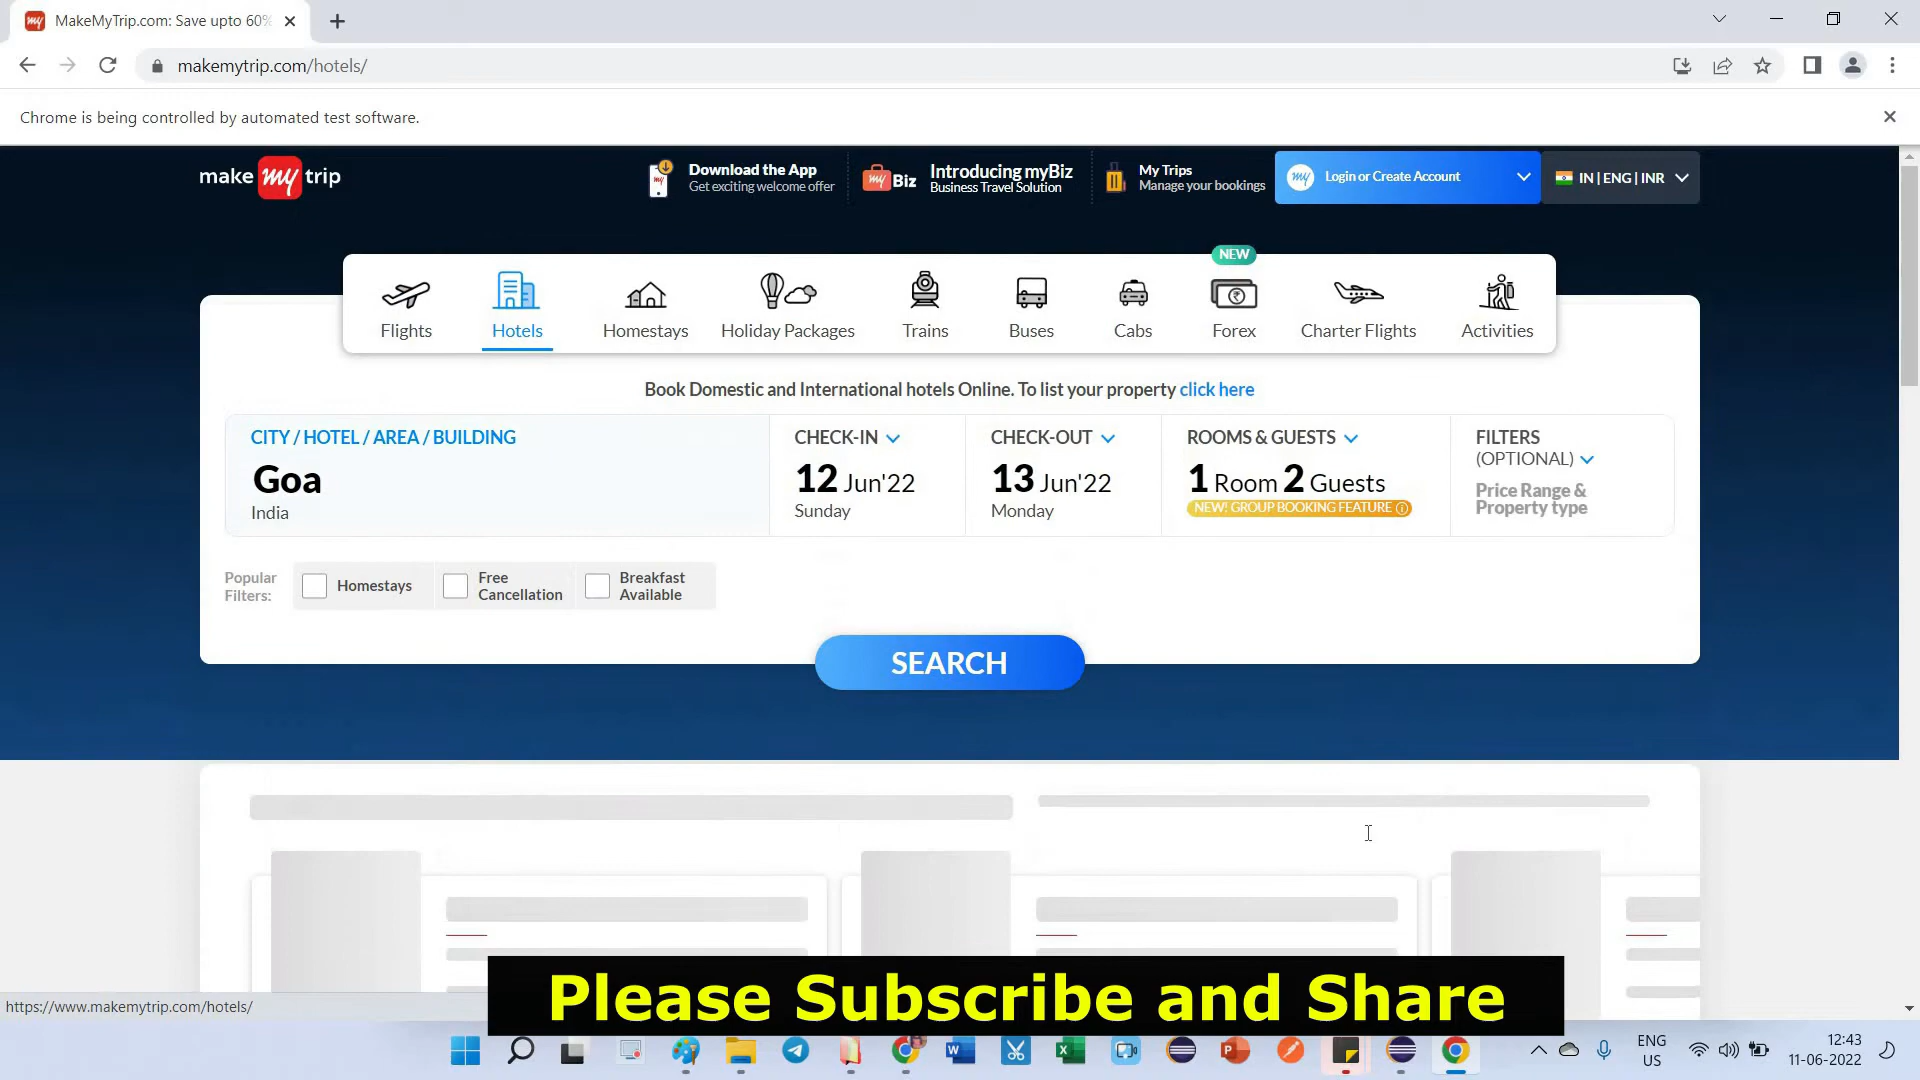 MakeMyTrip.com: Save upto 60%
makemytrip.com/hotels/
Chrome is being controlled by automated test software.
make my trip
Download the App
Get exciting welcome offer
my Biz
Introducing myBiz
Business Travel Solution
My Trips
Manage your bookings
my
Login or Create Account
IN | ENG | INR
NEW
Flights
Hotels
Homestays
Holiday Packages
Trains
Buses
Cabs
Forex
Charter Flights
Activities
Book Domestic and International hotels Online. To list your property click here
CITY / HOTEL / AREA / BUILDING
Goa
India
CHECK-IN
12 Jun'22
Sunday
CHECK-OUT
13 Jun'22
Monday
ROOMS & GUESTS
1 Room 2 Guests
NEW! GROUP BOOKING FEATURE
FILTERS
(OPTIONAL)
Price Range &
Property type
Popular
Filters:
Homestays
Free
Cancellation
Breakfast
Available
SEARCH
https://www.makemytrip.com/hotels/
Please Subscribe and Share
ENG
US
12:43
11-06-2022